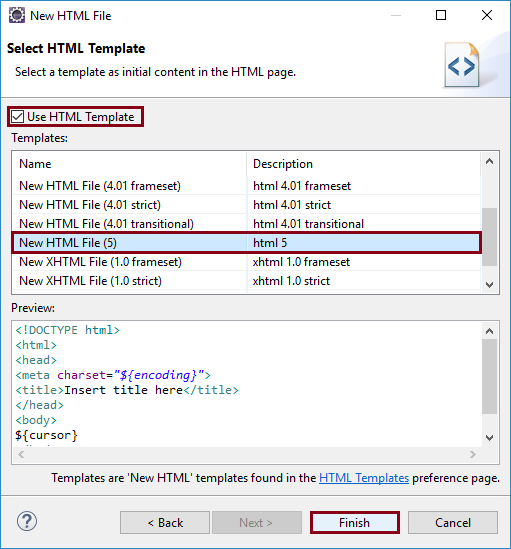 New HTML File
Select HTML Template
Select a template as initial content in the HTML page.
Use HTML Template
Templates:
Name Description
New HTML File (4.01 frameset) html 4.01 frameset
New HTML File (4.01 strict) html 4.01 strict
New HTML File (4.01 transitional) html 4.01 transitional
New HTML File (5) html 5
New XHTML File (1.0 frameset) xhtml 1.0 frameset
New XHTML File (1.0 strict) xhtml 1.0 strict
Preview:
<!DOCTYPE html>
<html>
<head>
<meta charset="${encoding}">
<title>Insert title here</title>
</head>
<body>
${cursor}
Templates are 'New HTML' templates found in the HTML Templates preference page.
? < Back Next > Finish Cancel